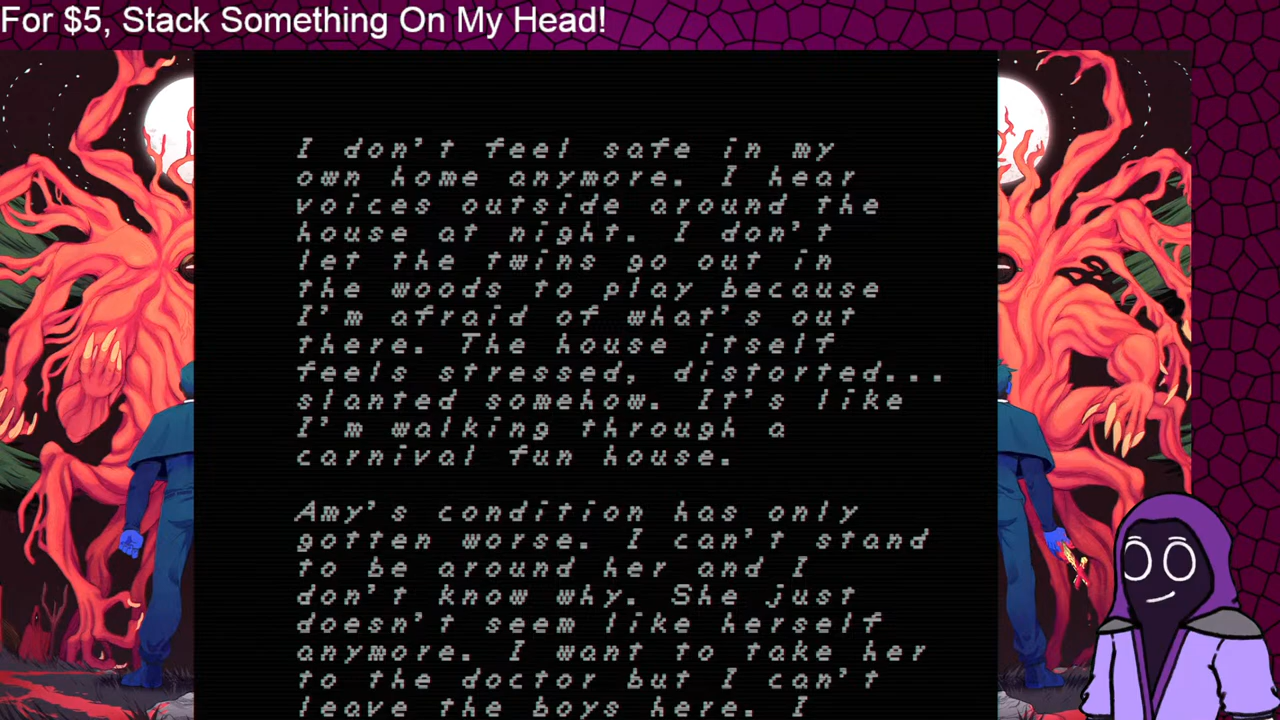 For $5, Stack Something On My Head!
I don't feel safe in my
own home anymore. I hear
voices outside around the
house at night. I don't
let the twins go out in
the woods to play because
I'm afraid of what's out
there. The house itself
feels stressed, distorted...
slanted somehow. It's like
I'm walking through a
carnival fun house.
Amy's condition has only
gotten worse. I can't stand
to be around her and I
don't know why. She just
doesn't seem like herself
anymore. I want to take her
to the doctor but I can't
leave the boys here. I